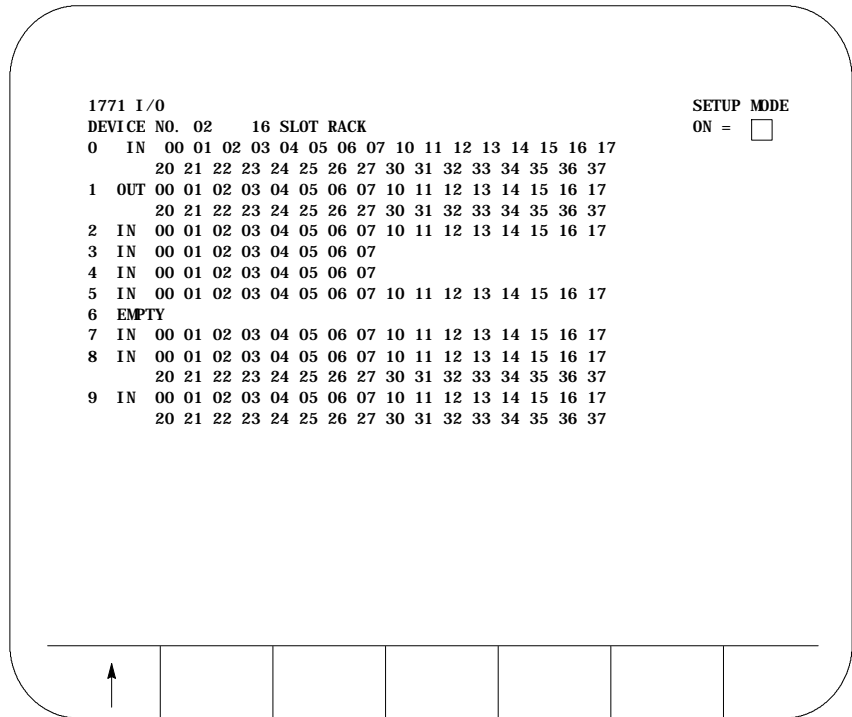 1771 I/O SETUP MODE
DEVICE NO. 02 16 SLOT RACK ON =
0 IN 00 01 02 03 04 05 06 07 10 11 12 13 14 15 16 17
20 21 22 23 24 25 26 27 30 31 32 33 34 35 36 37
1 OUT 00 01 02 03 04 05 06 07 10 11 12 13 14 15 16 17
20 21 22 23 24 25 26 27 30 31 32 33 34 35 36 37
2 IN 00 01 02 03 04 05 06 07 10 11 12 13 14 15 16 17
3 IN 00 01 02 03 04 05 06 07
4 IN 00 01 02 03 04 05 06 07
5 IN 00 01 02 03 04 05 06 07 10 11 12 13 14 15 16 17
6 EMPTY
7 IN 00 01 02 03 04 05 06 07 10 11 12 13 14 15 16 17
8 IN 00 01 02 03 04 05 06 07 10 11 12 13 14 15 16 17
20 21 22 23 24 25 26 27 30 31 32 33 34 35 36 37
9 IN 00 01 02 03 04 05 06 07 10 11 12 13 14 15 16 17
20 21 22 23 24 25 26 27 30 31 32 33 34 35 36 37